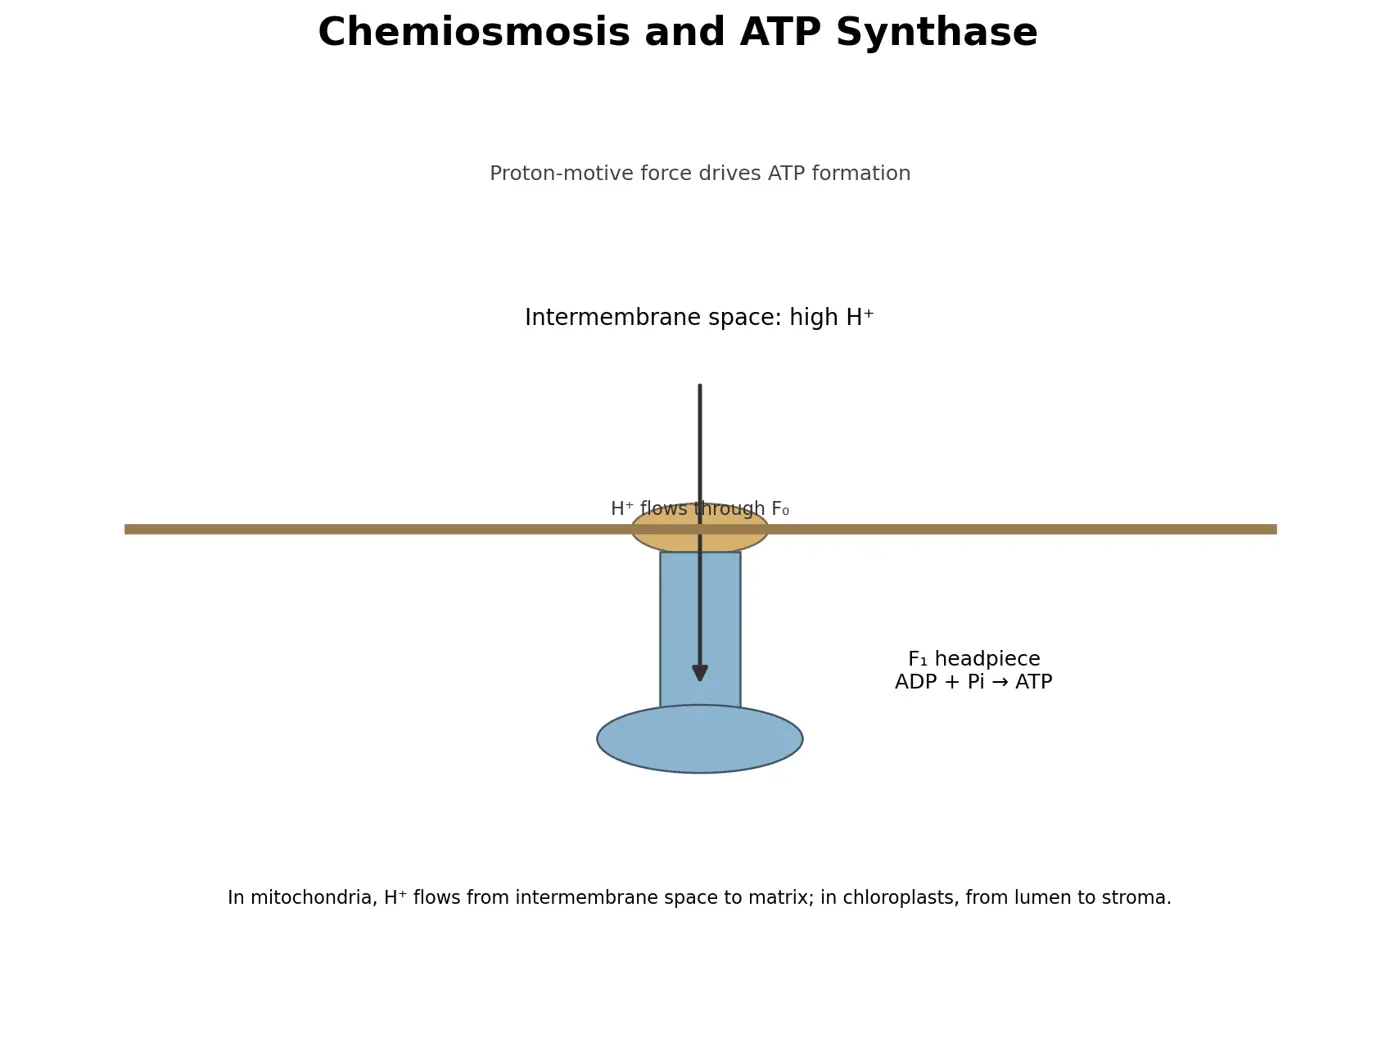 Chemiosmosis and ATP Synthase
Proton-motive force drives ATP formation
Intermembrane space: high H⁺
H⁺ flows through F₀
F₁ headpiece
ADP + Pi → ATP
In mitochondria, H⁺ flows from intermembrane space to matrix; in chloroplasts, from lumen to stroma.